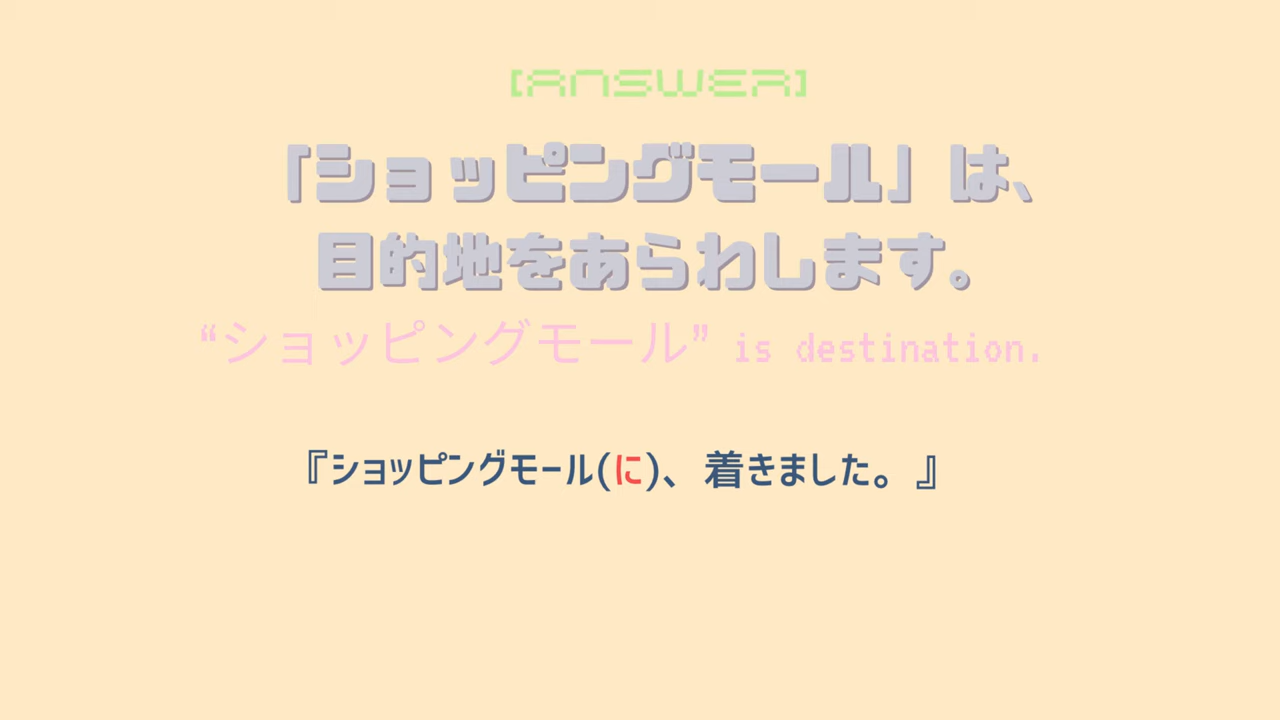 [ANSWER]
「ショッピングモール」は、
目的地をあらわします。
“ショッピングモール” is destination.
『ショッピングモール(に)、着きました。』